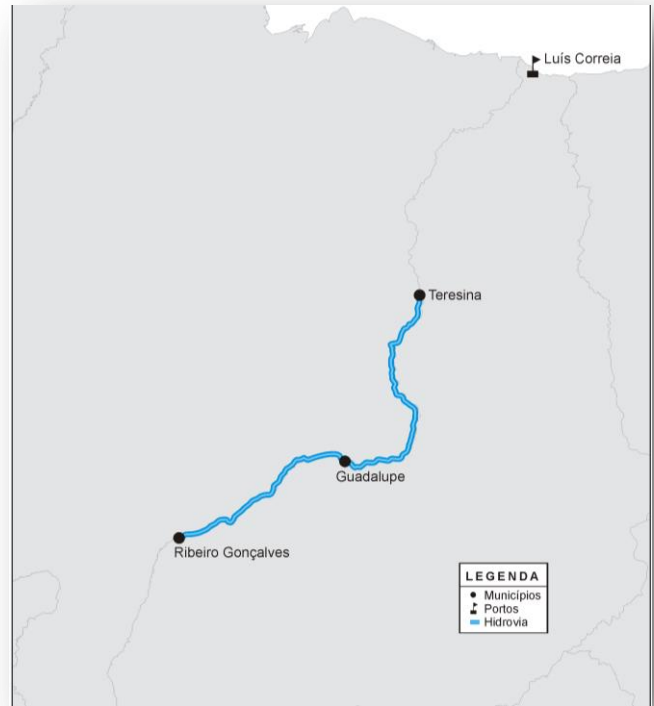 Luís Correia
Teresina
Guadalupe
Ribeiro Gonçalves
LEGENDA
Municípios
Portos
Hidrovia